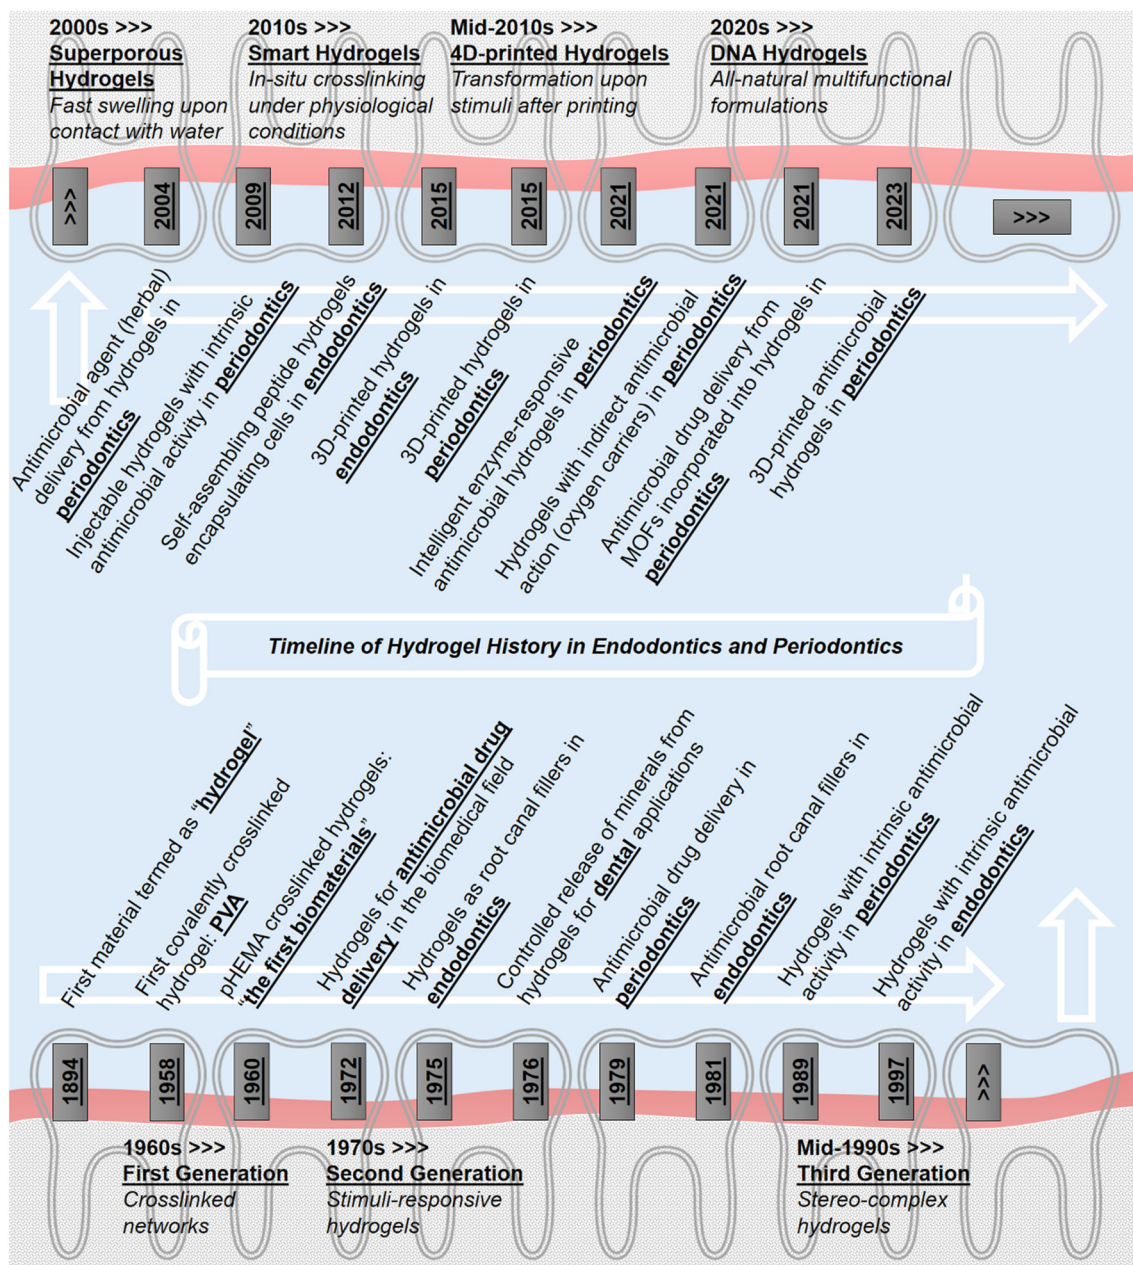 2000s >>>
Superporous
Hydrogels
Fast swelling upon
contact with water
2010s >>>
Smart Hydrogels
In-situ crosslinking
under physiological
conditions
Mid-2010s >>>
4D-printed Hydrogels
Transformation upon
stimuli after printing
2020s >>>
DNA Hydrogels
All-natural multifunctional
formulations
>>>
2004
2009
2012
2015
2015
2021
2021
2021
2023
>>>
Antimicrobial agent (herbal)
delivery from hydrogels in
periodontics
Injectable hydrogels with intrinsic
antimicrobial activity in periodontics
Self-assembling peptide hydrogels
encapsulating cells in endodontics
3D-printed hydrogels in
endodontics
3D-printed hydrogels in
periodontics
Intelligent enzyme-responsive
antimicrobial hydrogels in periodontics
Hydrogels with indirect antimicrobial
action (oxygen carriers) in periodontics
Antimicrobial drug delivery from
MOFs incorporated into hydrogels in
periodontics
3D-printed antimicrobial
hydrogels in periodontics
Timeline of Hydrogel History in Endodontics and Periodontics
First material termed as “hydrogel”
First covalently crosslinked
hydrogel: PVA
pHEMA crosslinked hydrogels:
“the first biomaterials”
Hydrogels for antimicrobial drug
delivery in the biomedical field
Hydrogels as root canal fillers in
endodontics
Controlled release of minerals from
hydrogels for dental applications
Antimicrobial drug delivery in
periodontics
Antimicrobial root canal fillers in
endodontics
Hydrogels with intrinsic antimicrobial
activity in periodontics
Hydrogels with intrinsic antimicrobial
activity in endodontics
1894
1958
1960
1972
1975
1976
1979
1981
1989
1997
>>>
1960s >>>
First Generation
Crosslinked
networks
1970s >>>
Second Generation
Stimuli-responsive
hydrogels
Mid-1990s >>>
Third Generation
Stereo-complex
hydrogels